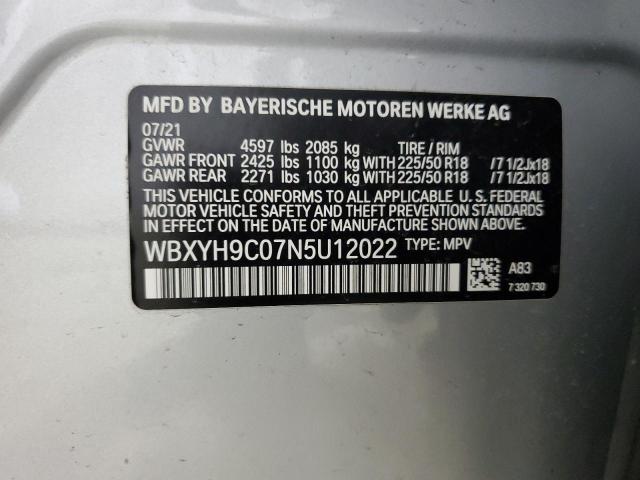 MFD BY BAYERISCHE MOTOREN WERKE AG
07/21
GVWR 4597 lbs 2085 kg TIRE / RIM
GAWR FRONT 2425 lbs 1100 kg WITH 225/50 R18 / 7 1/2Jx18
GAWR REAR 2271 lbs 1030 kg WITH 225/50 R18 / 7 1/2Jx18
THIS VEHICLE CONFORMS TO ALL APPLICABLE U. S. FEDERAL
MOTOR VEHICLE SAFETY AND THEFT PREVENTION STANDARDS
IN EFFECT ON THE DATE OF MANUFACTURE SHOWN ABOVE.
WBXYH9C07N5U12022 TYPE: MPV
A83
7 320 730